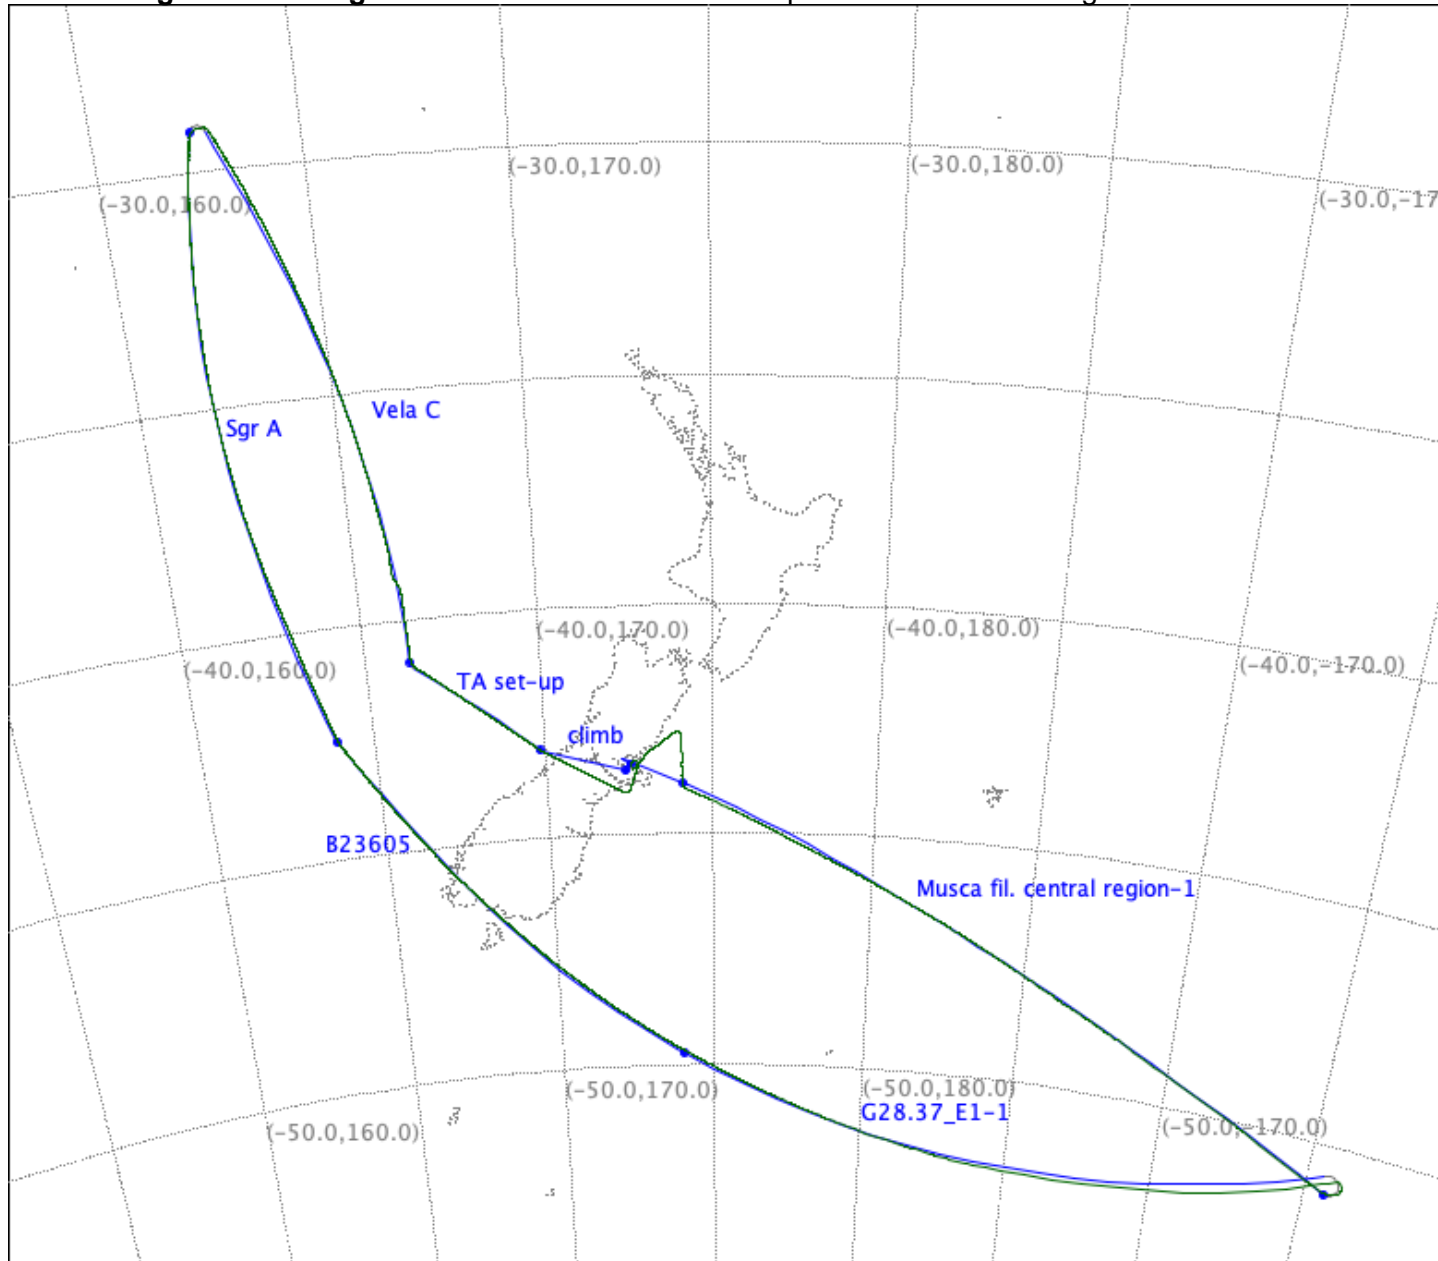 (-30.0,170.0)
(-30.0,180.0)
(-30.0,160.0)
(-30.0,-17
Vela C
Sgr A
(-40.0,170.0)
(-40.0,180.0)
(-40.0,-170.0)
(-40.0,160.0)
TA set-up
climb
B23605
Musca fil. central region-1
(-50.0,170.0)
(-50.0,180.0)
G28.37_E1-1
(-50.0,-170.0)
(-50.0,160.0)